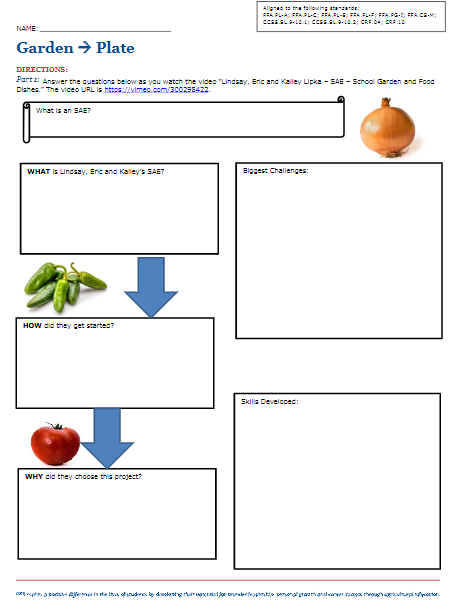 Aligned to the following standards:
FFA.PL-A; FFA.PL-C; FFA.PL-E; FFA.PL-F; FFA.PG-I; FFA.CS-M;
CCSS.SL.9-10.1; CCSS.SL.9-10.2; CRP.04; CRP.10
NAME:
Garden → Plate
DIRECTIONS:
Part 1: Answer the questions below as you watch the video “Lindsay, Eric and Kailey Lipka – SAE – School Garden and Food
Dishes.” The video URL is https://vimeo.com/300298422.
What is an SAE?
WHAT is Lindsay, Eric and Kailey’s SAE?
Biggest Challenges:
HOW did they get started?
Skills Developed:
WHY did they choose this project?
FFA makes a positive difference in the lives of students by developing their potential for premier leadership, personal growth and career success through agricultural education.